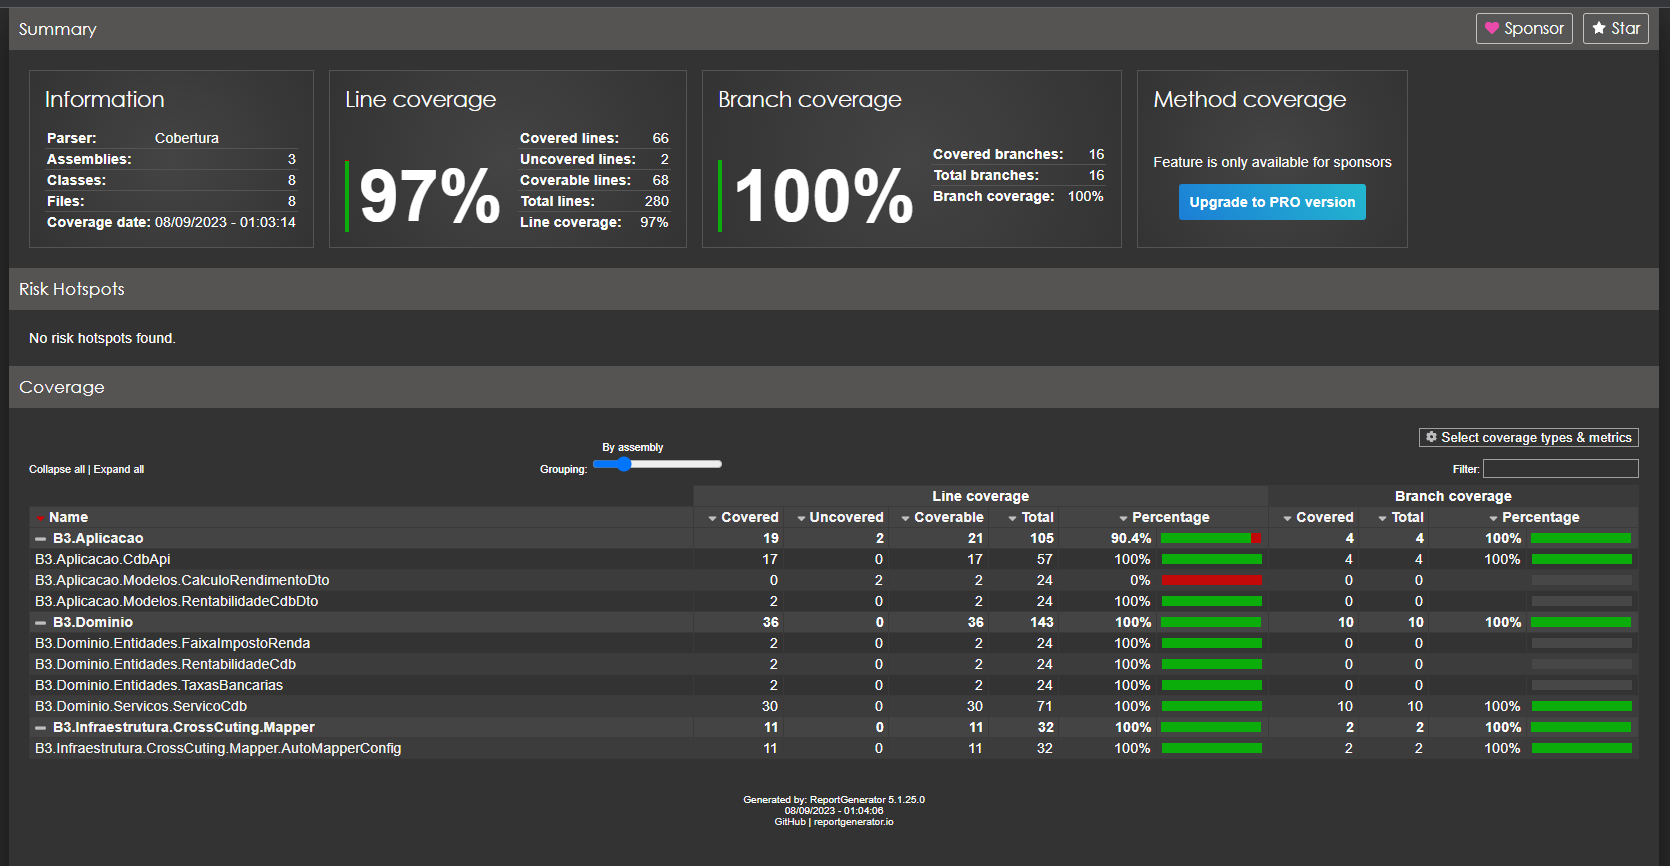 Summary
Sponsor
Star
Information
Parser: Cobertura
Assemblies: 3
Classes: 8
Files: 8
Coverage date: 08/09/2023 - 01:03:14
Line coverage
97%
Covered lines: 66
Uncovered lines: 2
Coverable lines: 68
Total lines: 280
Line coverage: 97%
Branch coverage
100%
Covered branches: 16
Total branches: 16
Branch coverage: 100%
Method coverage
Feature is only available for sponsors
Upgrade to PRO version
Risk Hotspots
No risk hotspots found.
Coverage
Collapse all | Expand all
By assembly
Grouping:
Select coverage types & metrics
Filter:
Line coverage Branch coverage
Name Covered Uncovered Coverable Total Percentage Covered Total Percentage
B3.Aplicacao 19 2 21 105 90.4% 4 4 100%
B3.Aplicacao.CdbApi 17 0 17 57 100% 4 4 100%
B3.Aplicacao.Modelos.CalculoRendimentoDto 0 2 2 24 0% 0 0
B3.Aplicacao.Modelos.RentabilidadeCdbDto 2 0 2 24 100% 0 0
B3.Dominio 36 0 36 143 100% 10 10 100%
B3.Dominio.Entidades.FaixaImpostoRenda 2 0 2 24 100% 0 0
B3.Dominio.Entidades.RentabilidadeCdb 2 0 2 24 100% 0 0
B3.Dominio.Entidades.TaxasBancarias 2 0 2 24 100% 0 0
B3.Dominio.Servicos.ServicoCdb 30 0 30 71 100% 10 10 100%
B3.Infraestrutura.CrossCuting.Mapper 11 0 11 32 100% 2 2 100%
B3.Infraestrutura.CrossCuting.Mapper.AutoMapperConfig 11 0 11 32 100% 2 2 100%
Generated by: ReportGenerator 5.1.25.0
08/09/2023 - 01:04:06
GitHub | reportgenerator.io